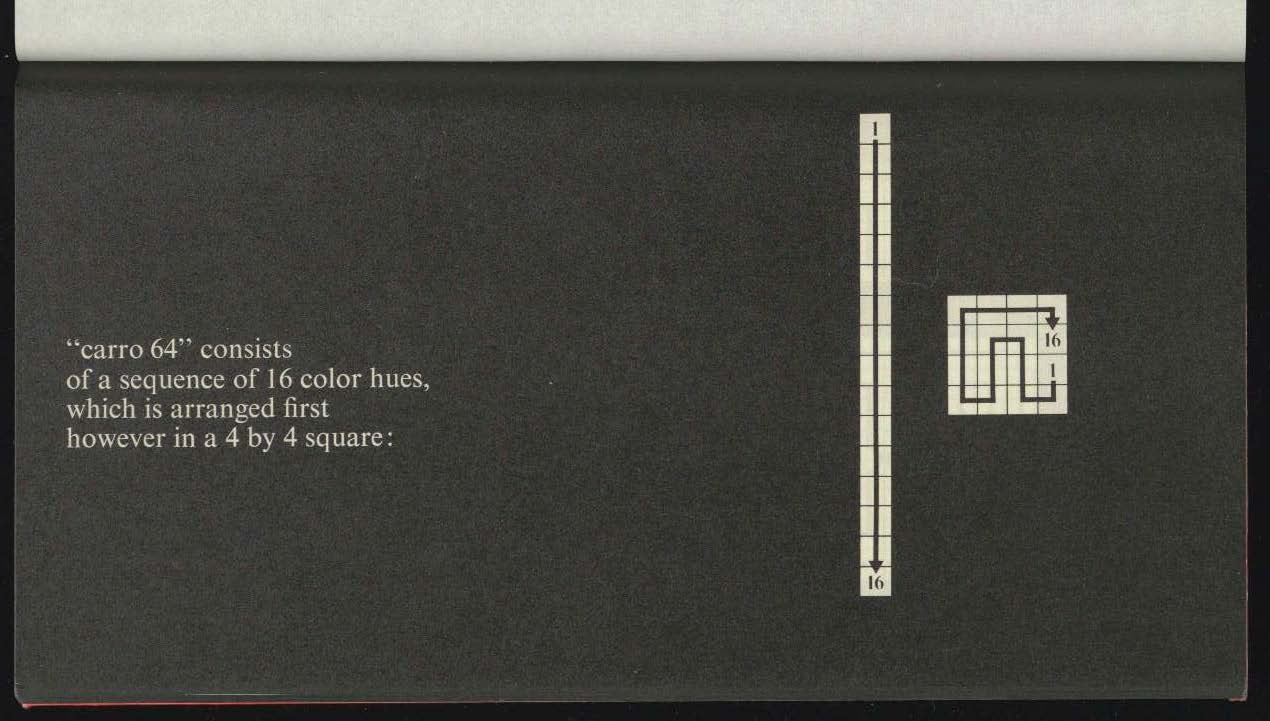 “carro 64” consists
of a sequence of 16 color hues,
which is arranged first
however in a 4 by 4 square:
1
16
16
1